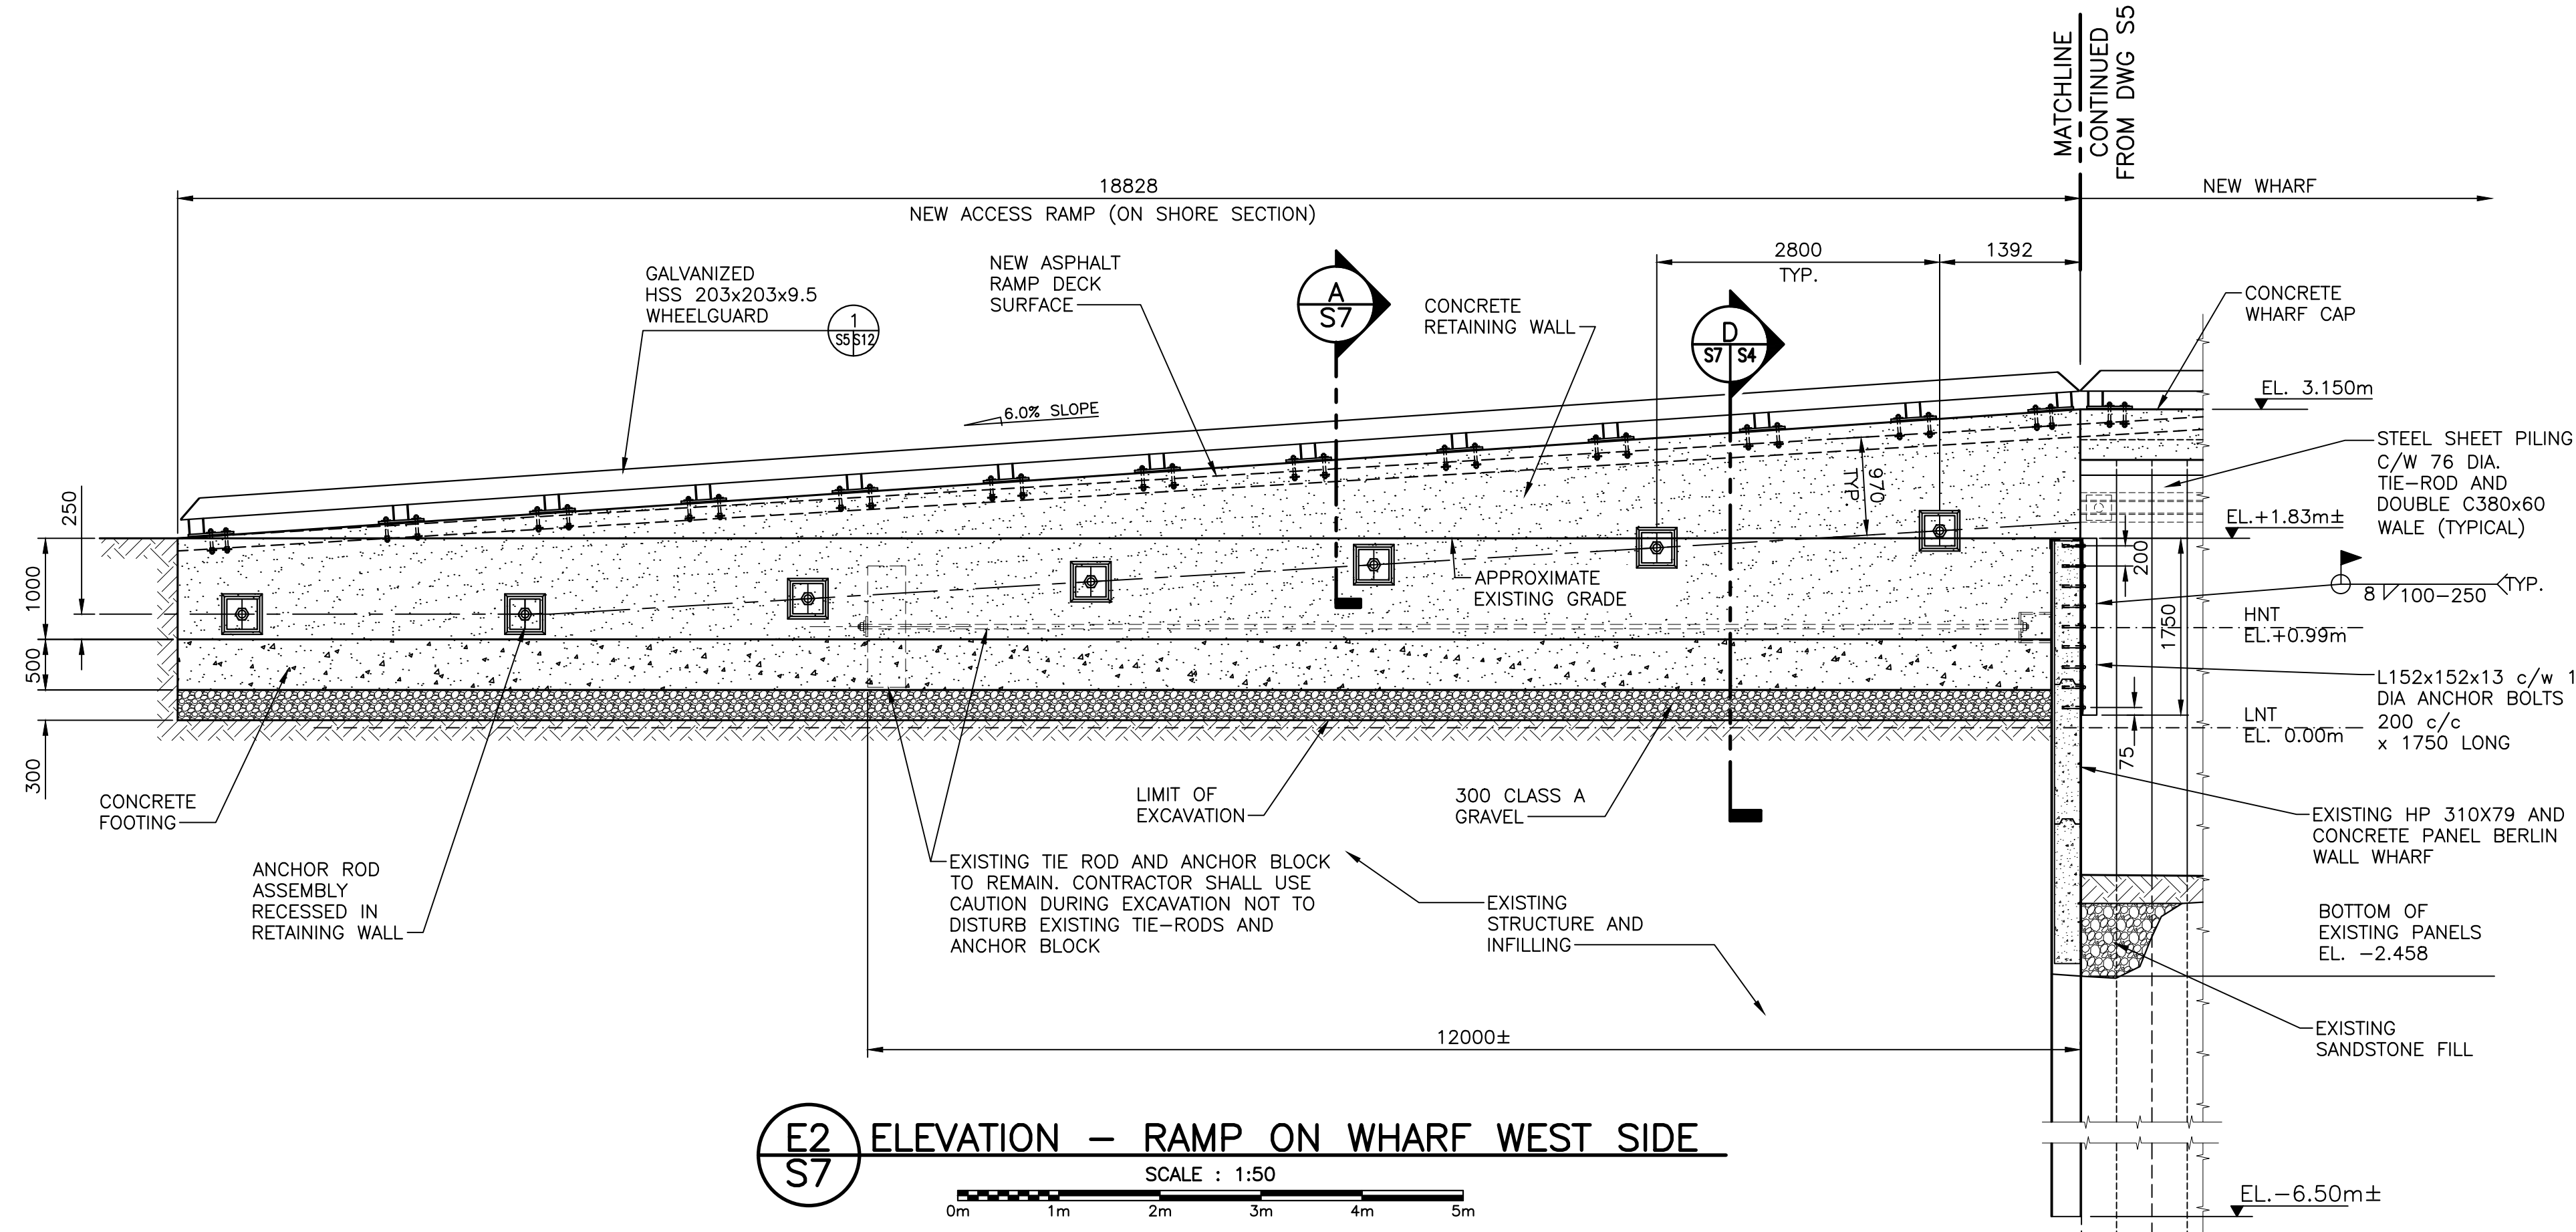 MATCHLINE
CONTINUED
FROM DWG S5
18828
NEW ACCESS RAMP (ON SHORE SECTION)
NEW WHARF
GALVANIZED
HSS 203x203x9.5
WHEELGUARD
1
S5 S12
NEW ASPHALT
RAMP DECK
SURFACE
A
S7
CONCRETE
RETAINING WALL
2800
TYP.
1392
D
S7 S4
CONCRETE
WHARF CAP
EL. 3.150m
6.0% SLOPE
STEEL SHEET PILING
C/W 76 DIA.
TIE-ROD AND
DOUBLE C380x60
WALE (TYPICAL)
970
TYP.
EL.+1.83m±
250
1000
500
300
200
1750
75
8 100-250 TYP.
APPROXIMATE
EXISTING GRADE
HNT
EL.+0.99m
L152x152x13 c/w 1
DIA ANCHOR BOLTS
200 c/c
x 1750 LONG
LNT
EL. 0.00m
CONCRETE
FOOTING
ANCHOR ROD
ASSEMBLY
RECESSED IN
RETAINING WALL
LIMIT OF
EXCAVATION
300 CLASS A
GRAVEL
EXISTING TIE ROD AND ANCHOR BLOCK
TO REMAIN. CONTRACTOR SHALL USE
CAUTION DURING EXCAVATION NOT TO
DISTURB EXISTING TIE-RODS AND
ANCHOR BLOCK
EXISTING
STRUCTURE AND
INFILLING
EXISTING HP 310X79 AND
CONCRETE PANEL BERLIN
WALL WHARF
BOTTOM OF
EXISTING PANELS
EL. -2.458
EXISTING
SANDSTONE FILL
12000±
E2
S7
ELEVATION - RAMP ON WHARF WEST SIDE
SCALE : 1:50
0m 1m 2m 3m 4m 5m
EL.-6.50m±